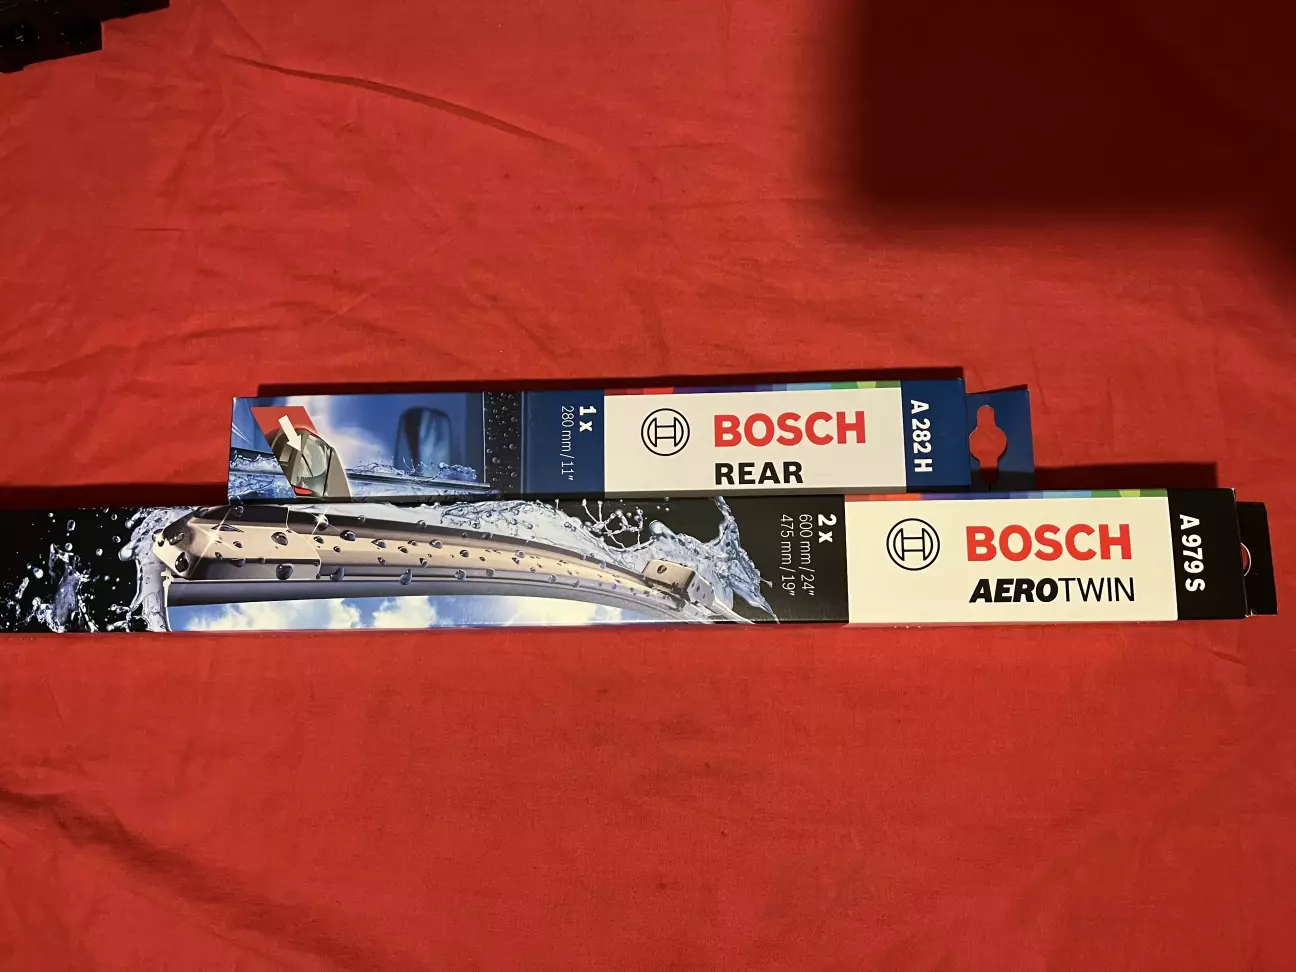 1 x
280 mm / 11"
BOSCH
REAR
A 282 H
2 x
600 mm / 24"
475 mm / 19"
BOSCH
AEROTWIN
A 979 S